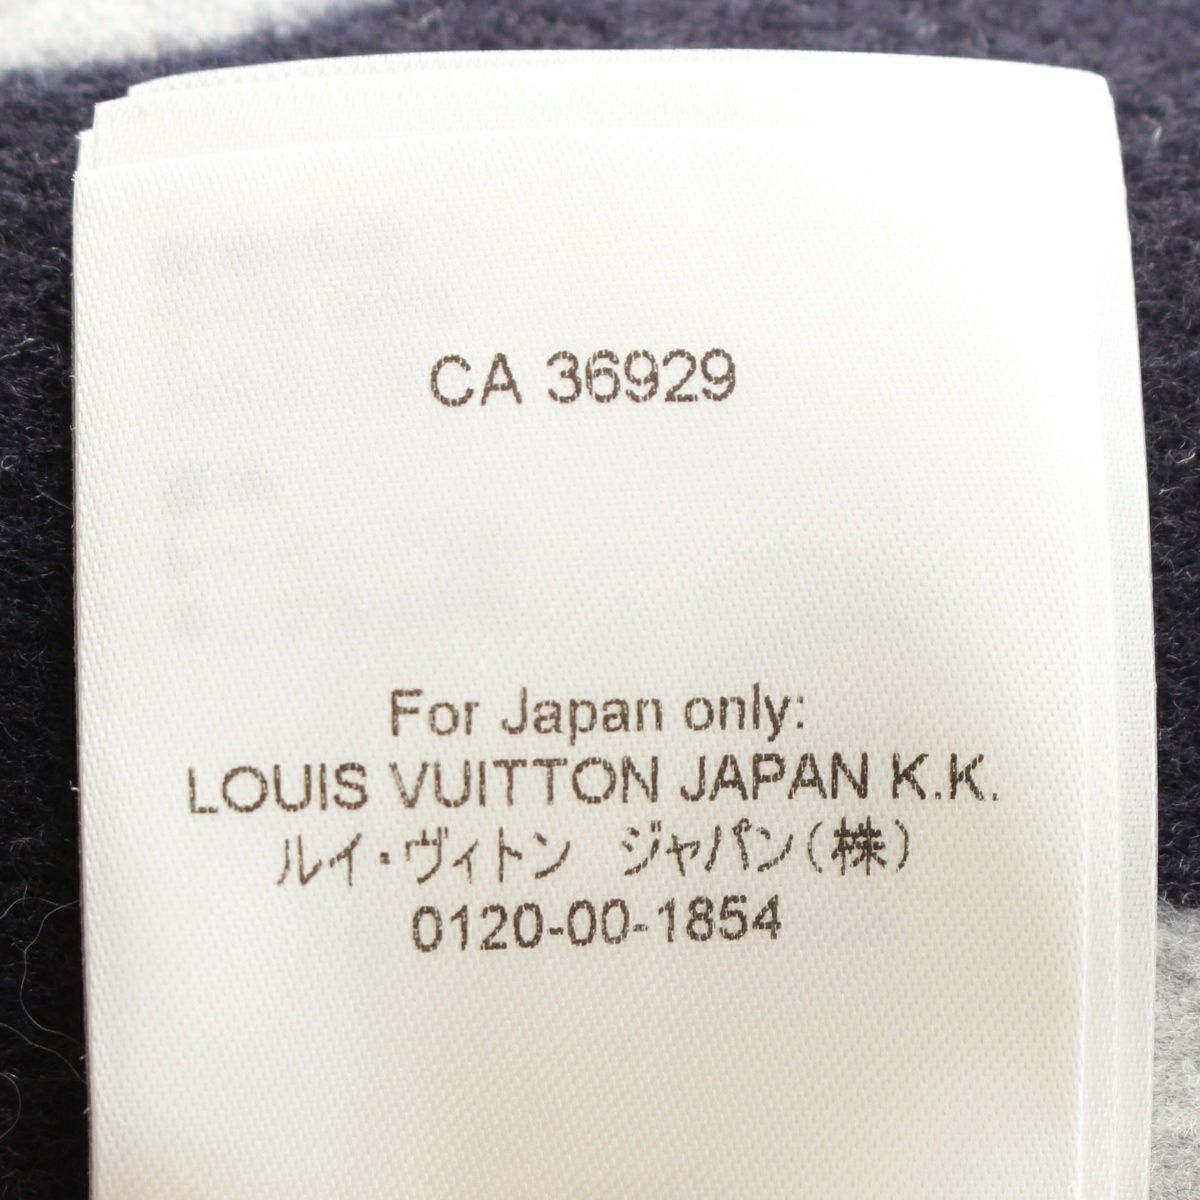 CA 36929
For Japan only:
LOUIS VUITTON JAPAN K.K.
ルイ・ヴィトン　ジャパン(株)
0120-00-1854